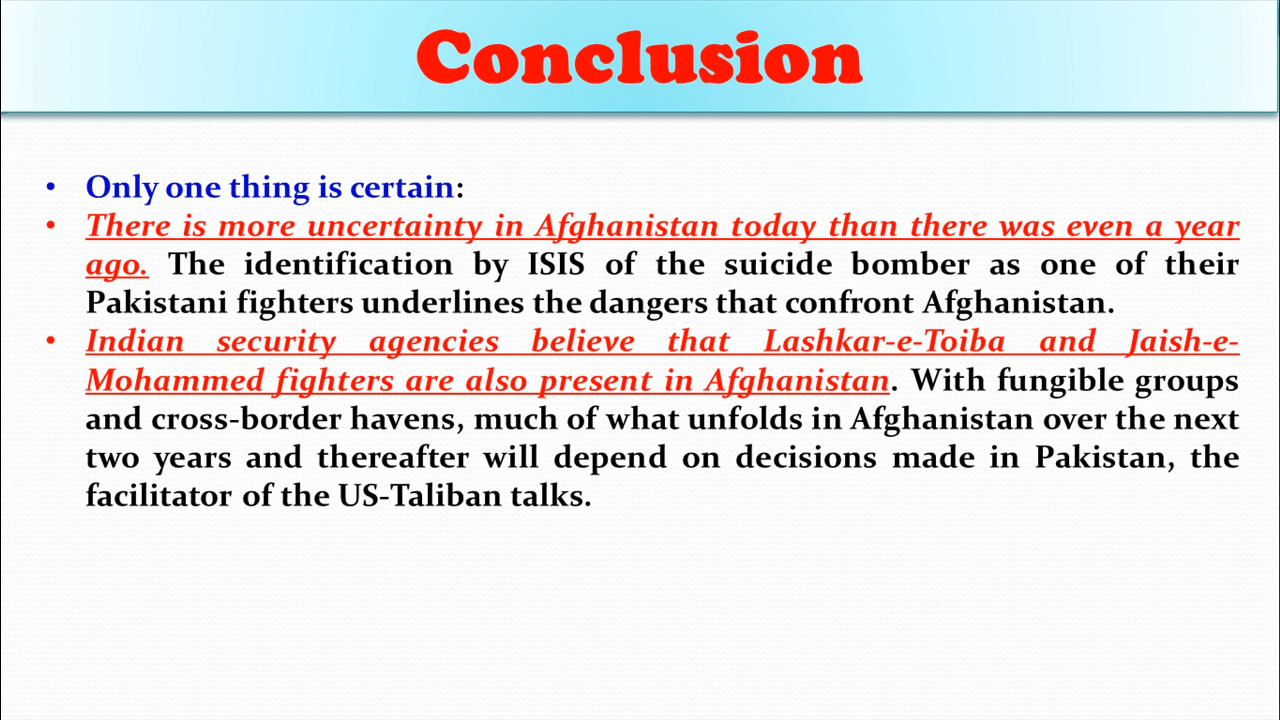 Conclusion
• Only one thing is certain:
• There is more uncertainty in Afghanistan today than there was even a year
ago. The identification by ISIS of the suicide bomber as one of their
Pakistani fighters underlines the dangers that confront Afghanistan.
• Indian security agencies believe that Lashkar-e-Toiba and Jaish-e-
Mohammed fighters are also present in Afghanistan. With fungible groups
and cross-border havens, much of what unfolds in Afghanistan over the next
two years and thereafter will depend on decisions made in Pakistan, the
facilitator of the US-Taliban talks.